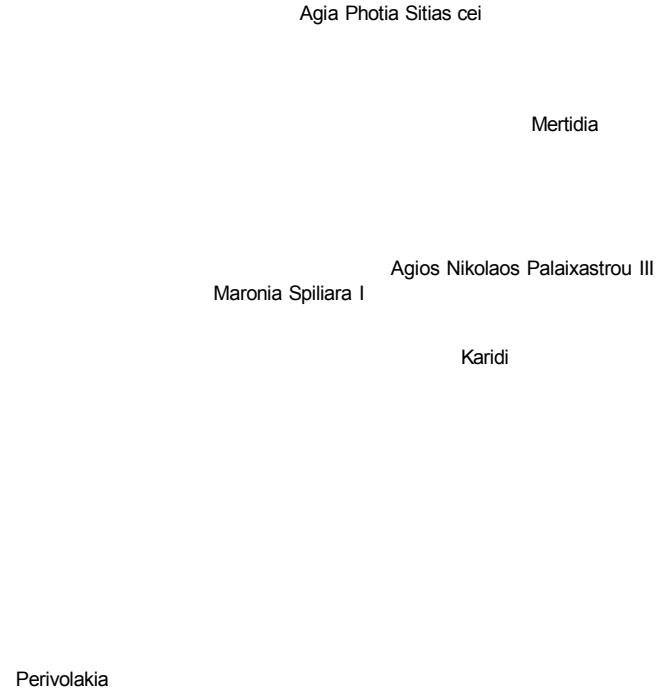 Agia Photia Sitias cei
Mertidia
Agios Nikolaos Palaixastrou III
Maronia Spiliara I
Karidi
Perivolakia